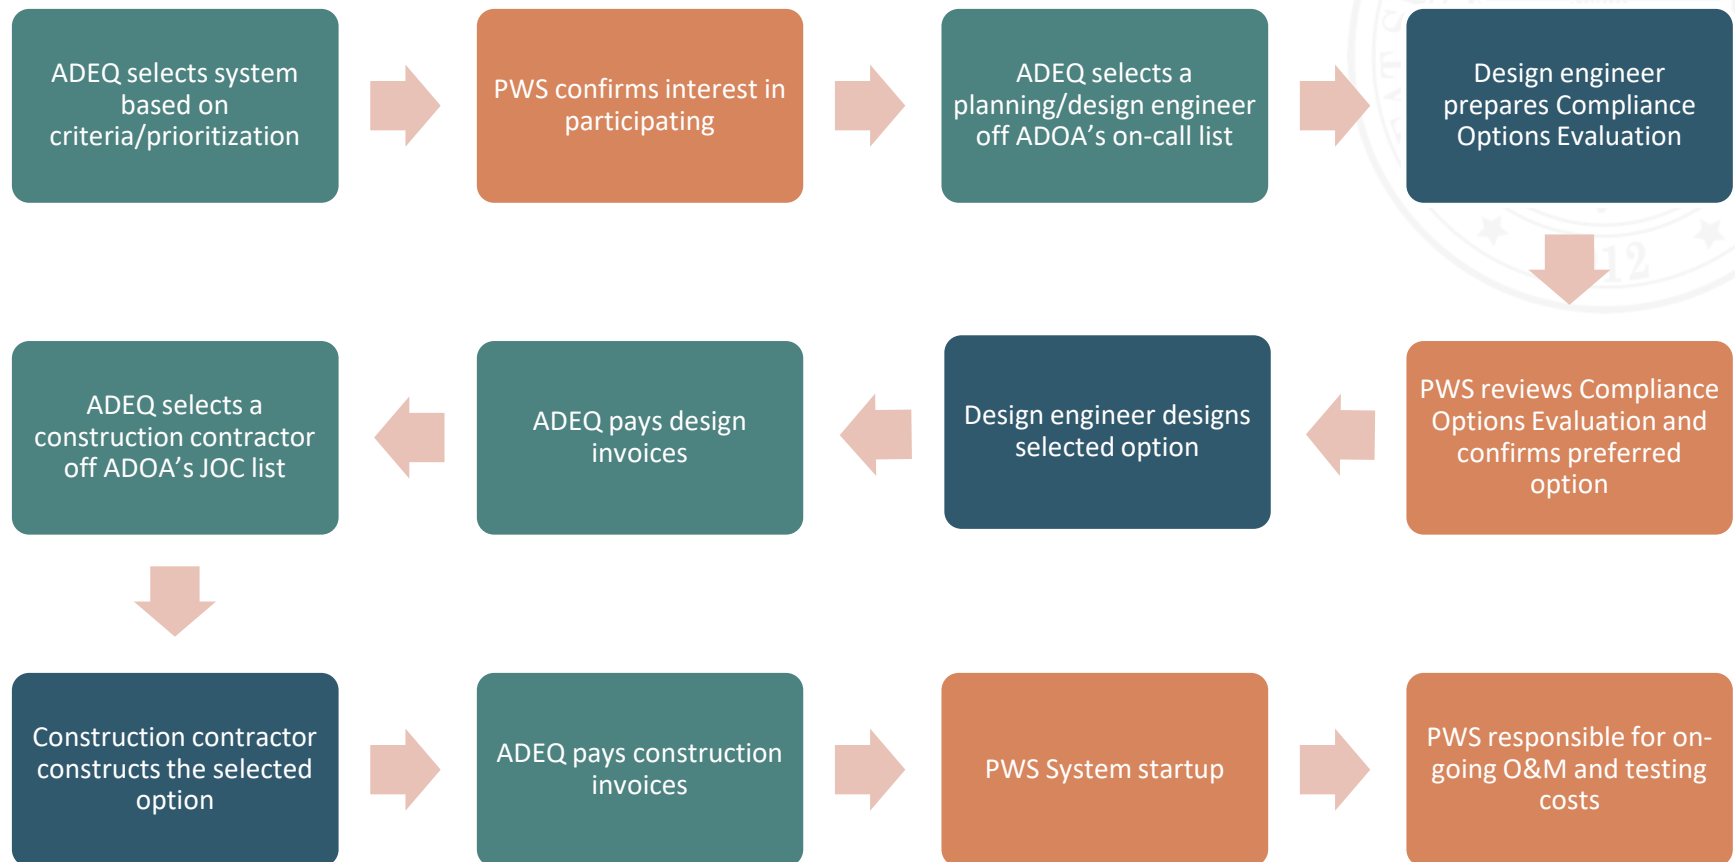 ADEQ selects system
based on
criteria/prioritization
PWS confirms interest in
participating
ADEQ selects a
planning/design engineer
off ADOA's on-call list
Design engineer
prepares Compliance
Options Evaluation
12
PWS reviews Compliance
Options Evaluation and
confirms preferred
option
Design engineer designs
selected option
ADEQ pays design
invoices
ADEQ selects a
construction contractor
off ADOA's JOC list
Construction contractor
constructs the selected
option
ADEQ pays construction
invoices
PWS System startup
PWS responsible for on-
going O&M and testing
costs